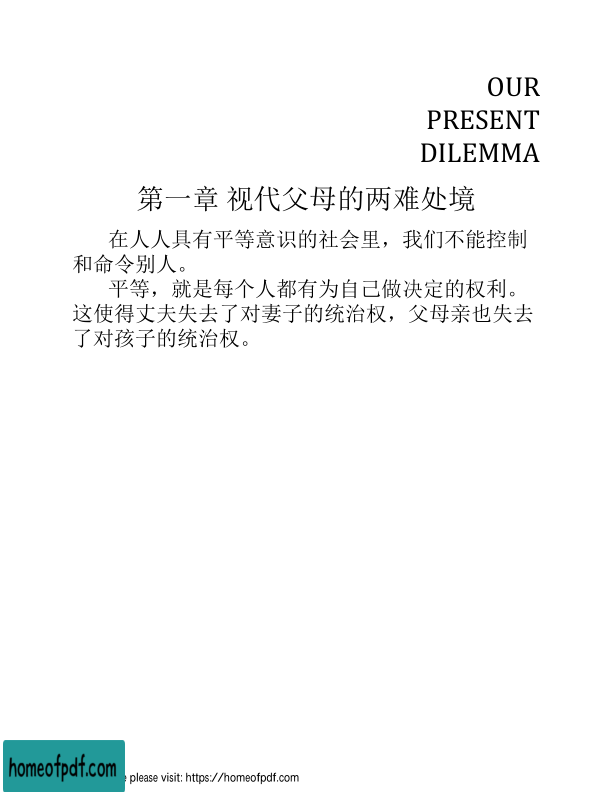 OUR
PRESENT
DILEMMA
第一章 视代父母的两难处境
在人人具有平等意识的社会里，我们不能控制
和命令别人。
平等，就是每个人都有为自己做决定的权利。
这使得丈夫失去了对妻子的统治权，父母亲也失去
了对孩子的统治权。
homeofpdf.com
e please visit: https://homeofpdf.com